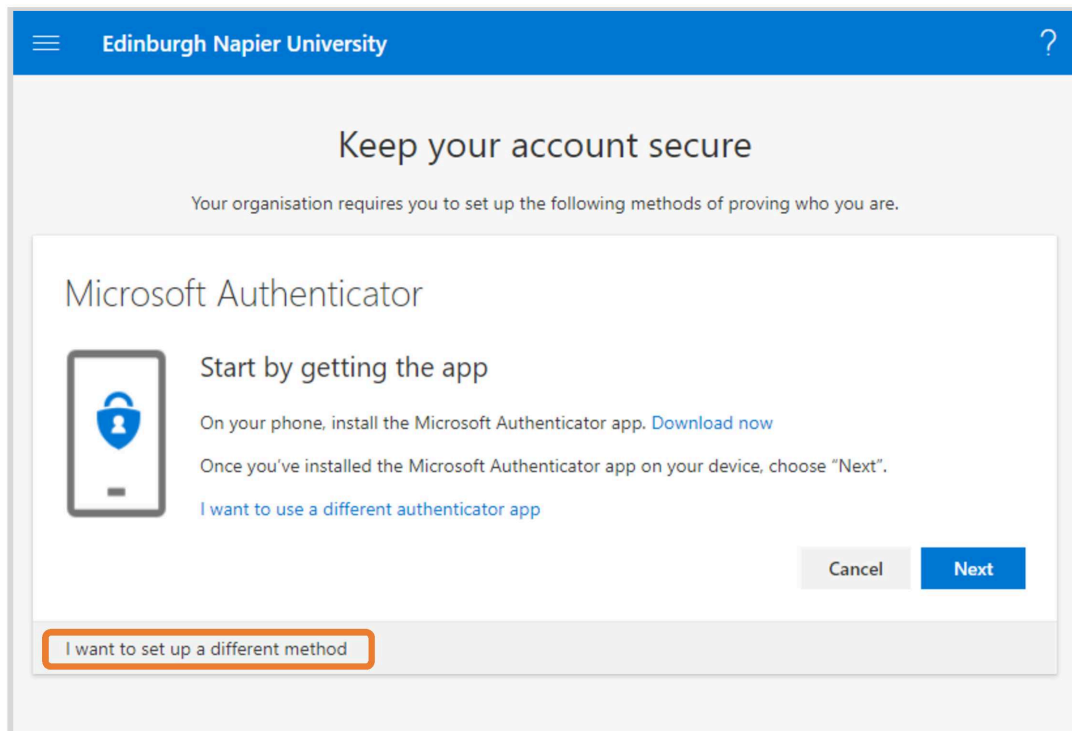 Edinburgh Napier University ?
Keep your account secure
Your organisation requires you to set up the following methods of proving who you are.
Microsoft Authenticator
Start by getting the app
On your phone, install the Microsoft Authenticator app. Download now
Once you've installed the Microsoft Authenticator app on your device, choose “Next”.
I want to use a different authenticator app
Cancel Next
I want to set up a different method